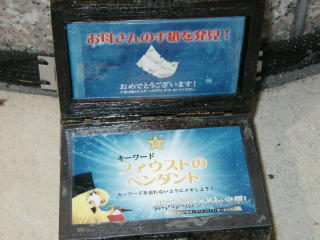 お母さんの手紙を発見！
おめでとうございます！
キーワード
ファウストの
ペンダント
キーワードを忘れないようにメモしよう！